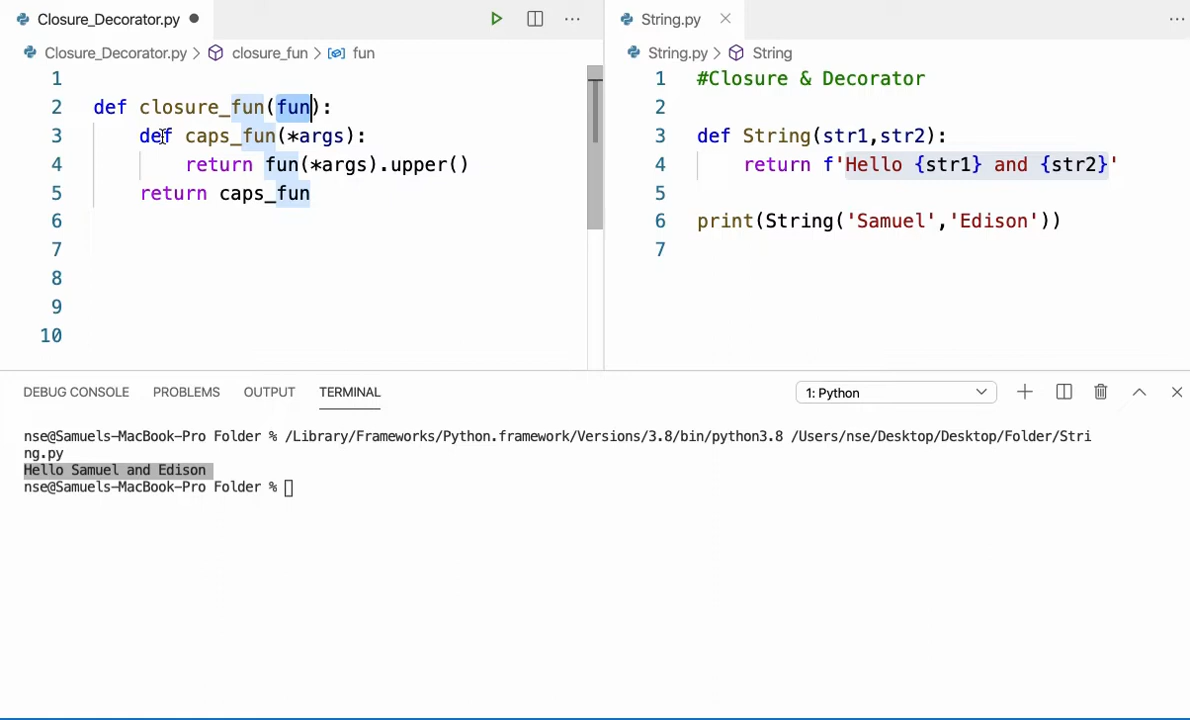 Closure_Decorator.py
Closure_Decorator.py > closure_fun > fun
1
2 def closure_fun(fun):
3     def caps_fun(*args):
4         return fun(*args).upper()
5     return caps_fun
6
7
8
9
10
String.py
String.py > String
1 #Closure & Decorator
2
3 def String(str1,str2):
4     return f'Hello {str1} and {str2}'
5
6 print(String('Samuel','Edison'))
7
DEBUG CONSOLE PROBLEMS OUTPUT TERMINAL 1: Python
nse@Samuels-MacBook-Pro Folder % /Library/Frameworks/Python.framework/Versions/3.8/bin/python3.8 /Users/nse/Desktop/Desktop/Folder/Stri
ng.py
Hello Samuel and Edison
nse@Samuels-MacBook-Pro Folder %